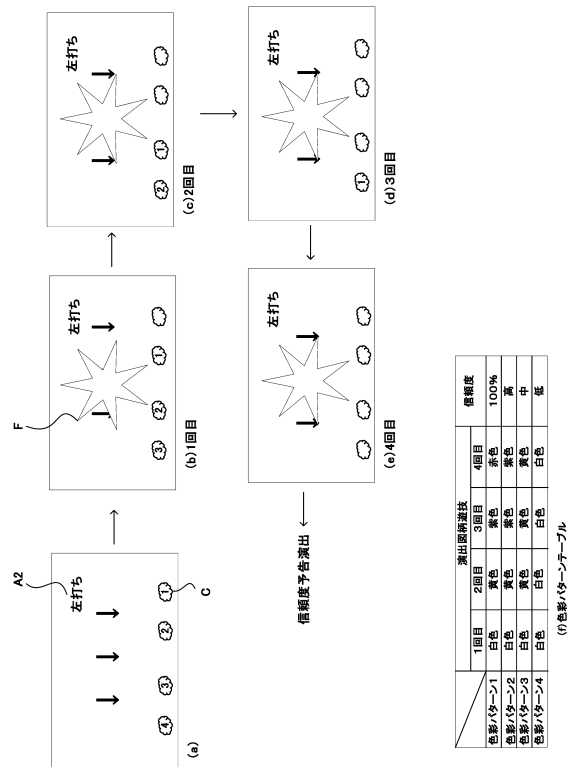 A2
左打ち
4 3 2 1
C
(a)
F
左打ち
3 2 1
(b)1回目
左打ち
2 1
(c)2回目
左打ち
1
(d)3回目
左打ち
(e)4回目
信頼度予告演出
演出図柄遊技 信頼度
1回目 2回目 3回目 4回目
色彩パターン1 白色 黄色 紫色 赤色 100%
色彩パターン2 白色 黄色 紫色 紫色 高
色彩パターン3 白色 黄色 黄色 黄色 中
色彩パターン4 白色 白色 白色 白色 低
(f)色彩パターンテーブル